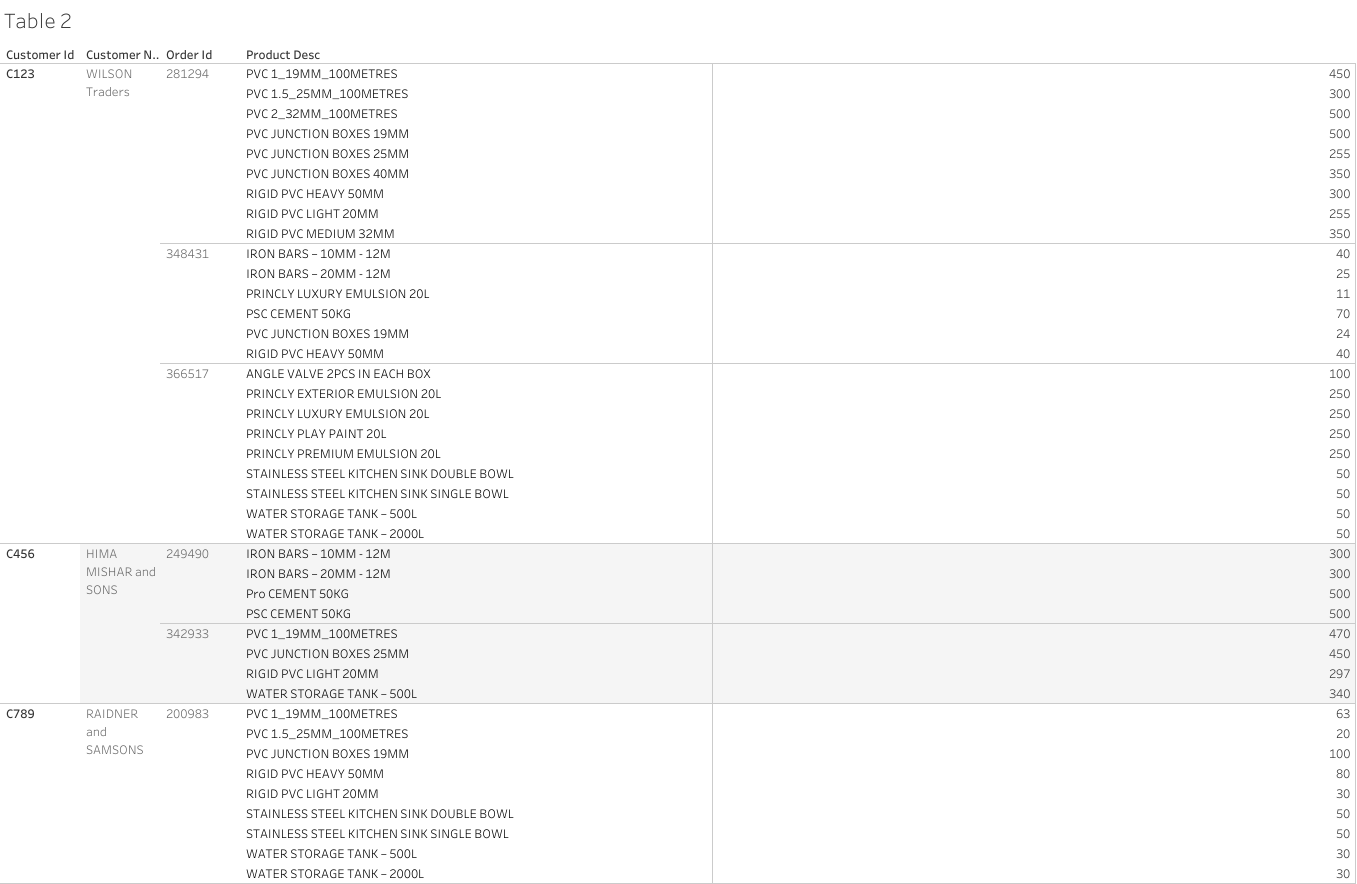 Table 2
Customer Id Customer N.. Order Id Product Desc
C123 WILSON 281294 PVC 1_19MM_100METRES 450
Traders PVC 1.5_25MM_100METRES 300
PVC 2_32MM_100METRES 500
PVC JUNCTION BOXES 19MM 500
PVC JUNCTION BOXES 25MM 255
PVC JUNCTION BOXES 40MM 350
RIGID PVC HEAVY 50MM 300
RIGID PVC LIGHT 20MM 255
RIGID PVC MEDIUM 32MM 350
348431 IRON BARS – 10MM - 12M 40
IRON BARS – 20MM - 12M 25
PRINCLY LUXURY EMULSION 20L 11
PSC CEMENT 50KG 70
PVC JUNCTION BOXES 19MM 24
RIGID PVC HEAVY 50MM 40
366517 ANGLE VALVE 2PCS IN EACH BOX 100
PRINCLY EXTERIOR EMULSION 20L 250
PRINCLY LUXURY EMULSION 20L 250
PRINCLY PLAY PAINT 20L 250
PRINCLY PREMIUM EMULSION 20L 250
STAINLESS STEEL KITCHEN SINK DOUBLE BOWL 50
STAINLESS STEEL KITCHEN SINK SINGLE BOWL 50
WATER STORAGE TANK – 500L 50
WATER STORAGE TANK – 2000L 50
C456 HIMA 249490 IRON BARS – 10MM - 12M 300
MISHAR and IRON BARS – 20MM - 12M 300
SONS Pro CEMENT 50KG 500
PSC CEMENT 50KG 500
342933 PVC 1_19MM_100METRES 470
PVC JUNCTION BOXES 25MM 450
RIGID PVC LIGHT 20MM 297
WATER STORAGE TANK – 500L 340
C789 RAIDNER 200983 PVC 1_19MM_100METRES 63
and PVC 1.5_25MM_100METRES 20
SAMSONS PVC JUNCTION BOXES 19MM 100
RIGID PVC HEAVY 50MM 80
RIGID PVC LIGHT 20MM 30
STAINLESS STEEL KITCHEN SINK DOUBLE BOWL 50
STAINLESS STEEL KITCHEN SINK SINGLE BOWL 50
WATER STORAGE TANK – 500L 30
WATER STORAGE TANK – 2000L 30